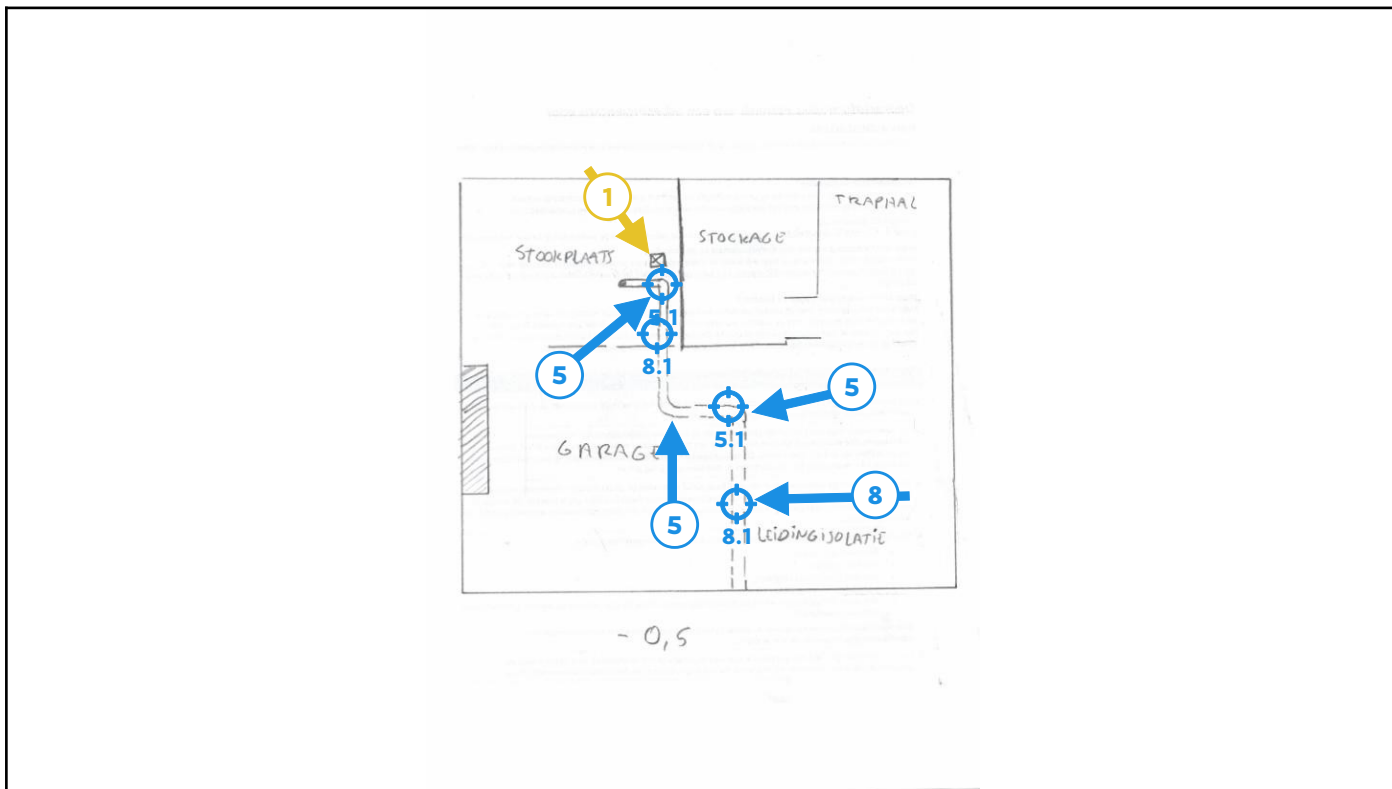 1
TRAPHAL
STOCKAGE
STOOKPLAATS
5.1
8.1
5
5
5.1
GARAGE
8
5
8.1
LEIDINGISOLATIE
- 0,5